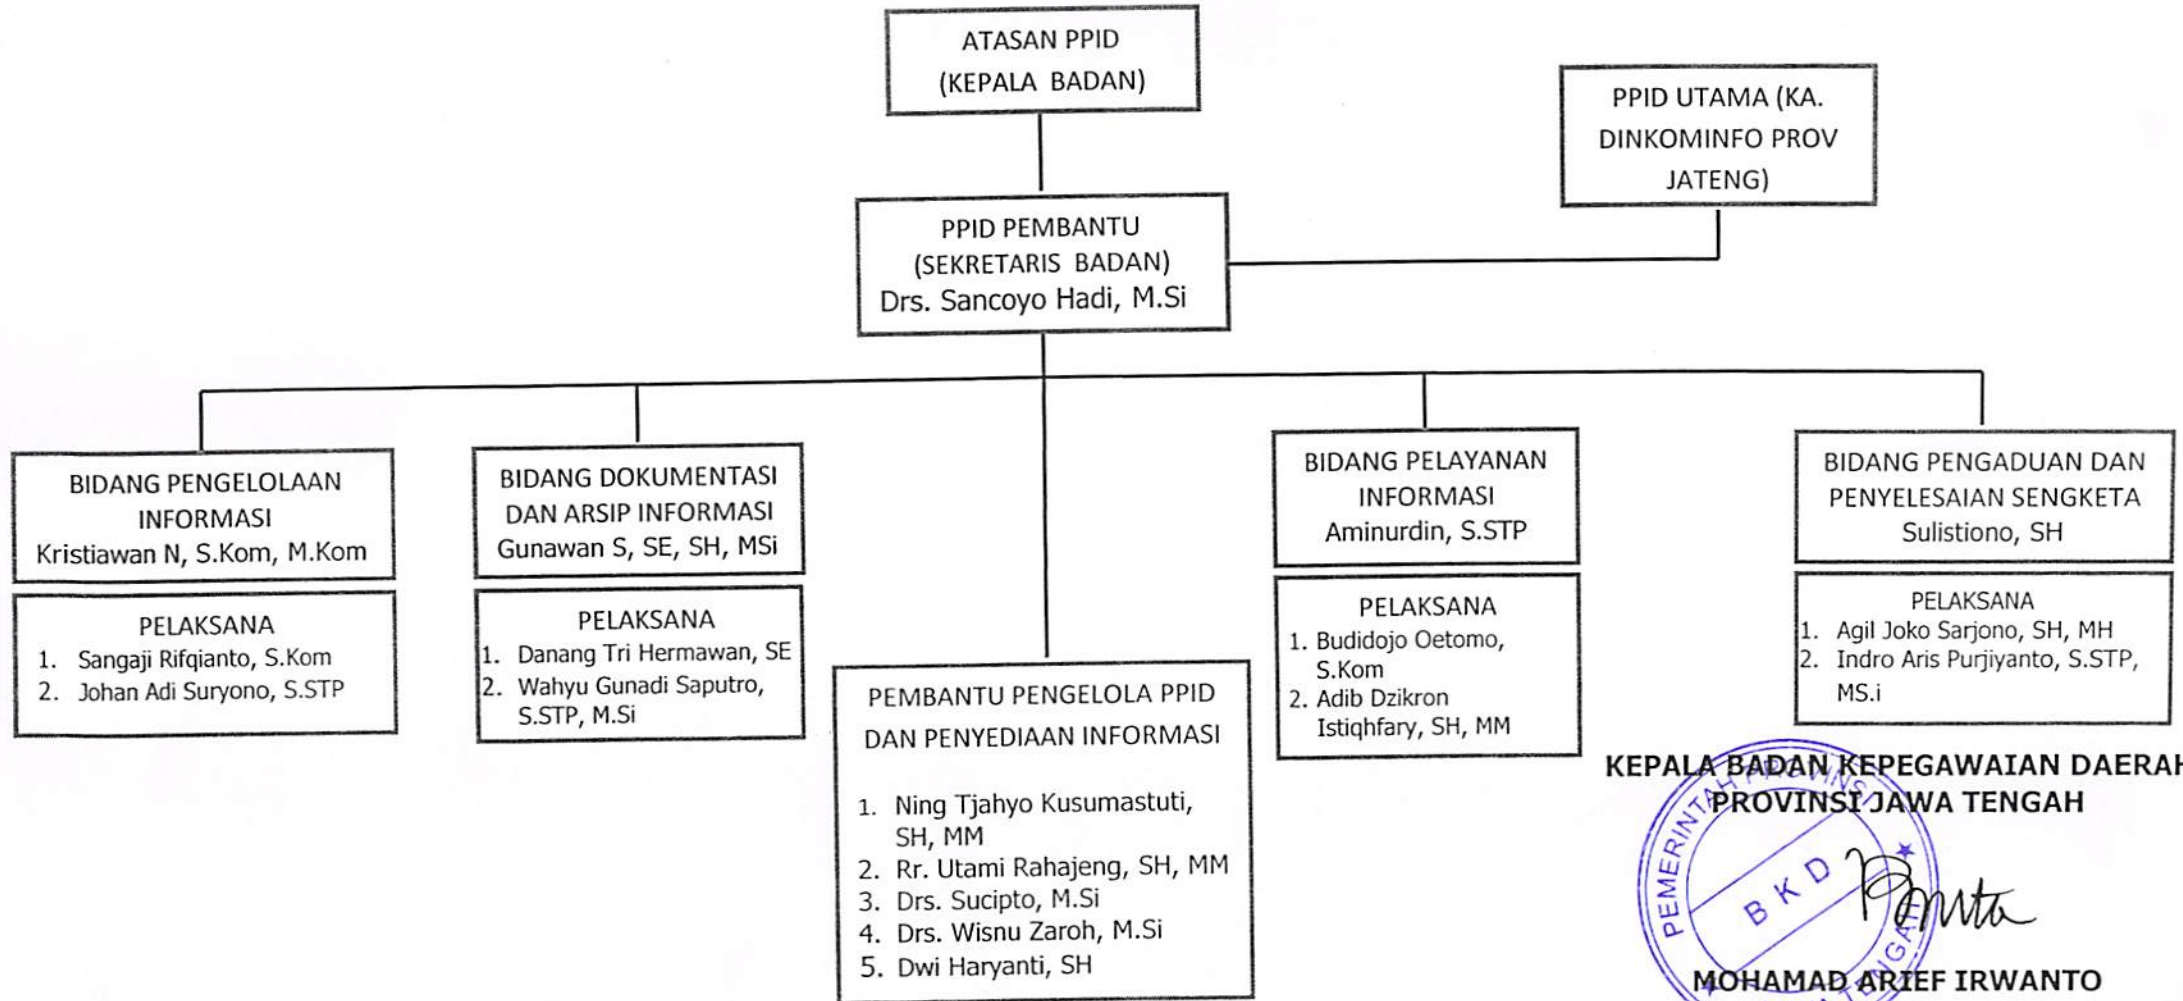 ATASAN PPID
(KEPALA BADAN)
PPID UTAMA (KA.
DINKOMINFO PROV
JATENG)
PPID PEMBANTU
(SEKRETARIS BADAN)
Drs. Sancoyo Hadi, M.Si
BIDANG PENGELOLAAN
INFORMASI
Kristiawan N, S.Kom, M.Kom
PELAKSANA
1. Sangaji Rifqianto, S.Kom
2. Johan Adi Suryono, S.STP
BIDANG DOKUMENTASI
DAN ARSIP INFORMASI
Gunawan S, SE, SH, MSi
PELAKSANA
1. Danang Tri Hermawan, SE
2. Wahyu Gunadi Saputro,
S.STP, M.Si
PEMBANTU PENGELOLA PPID
DAN PENYEDIAAN INFORMASI
1. Ning Tjahyo Kusumastuti,
SH, MM
2. Rr. Utami Rahajeng, SH, MM
3. Drs. Sucipto, M.Si
4. Drs. Wisnu Zaroh, M.Si
5. Dwi Haryanti, SH
BIDANG PELAYANAN
INFORMASI
Aminurdin, S.STP
PELAKSANA
1. Budidojo Oetomo,
S.Kom
2. Adib Dzikron
Istiqhfary, SH, MM
BIDANG PENGADUAN DAN
PENYELESAIAN SENGKETA
Sulistiono, SH
PELAKSANA
1. Agil Joko Sarjono, SH, MH
2. Indro Aris Purjiyanto, S.STP,
MS.i
KEPALA BADAN KEPEGAWAIAN DAERAH
PROVINSI JAWA TENGAH
PEMERINTAH PROVINSI
BKD
TENGAH
MOHAMAD ARIEF IRWANTO